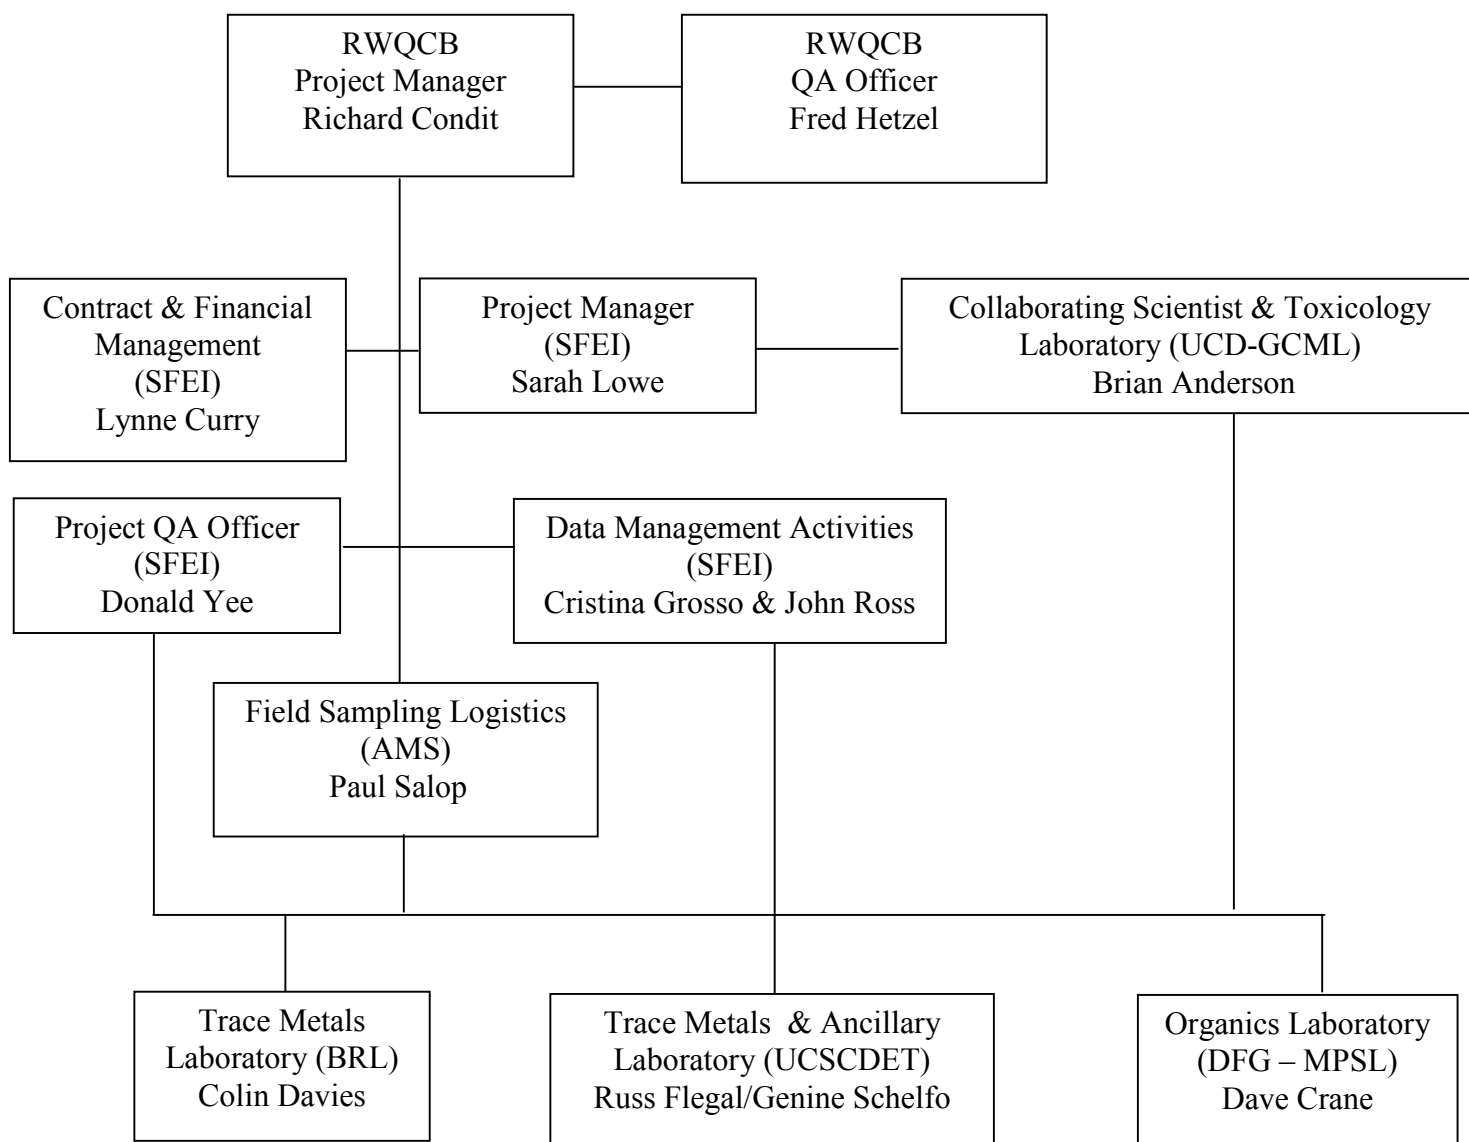 RWQCB
Project Manager
Richard Condit
RWQCB
QA Officer
Fred Hetzel
Contract & Financial
Management
(SFEI)
Lynne Curry
Project Manager
(SFEI)
Sarah Lowe
Collaborating Scientist & Toxicology
Laboratory (UCD-GCML)
Brian Anderson
Project QA Officer
(SFEI)
Donald Yee
Data Management Activities
(SFEI)
Cristina Grosso & John Ross
Field Sampling Logistics
(AMS)
Paul Salop
Trace Metals
Laboratory (BRL)
Colin Davies
Trace Metals & Ancillary
Laboratory (UCSCDET)
Russ Flegal/Genine Schelfo
Organics Laboratory
(DFG – MPSL)
Dave Crane